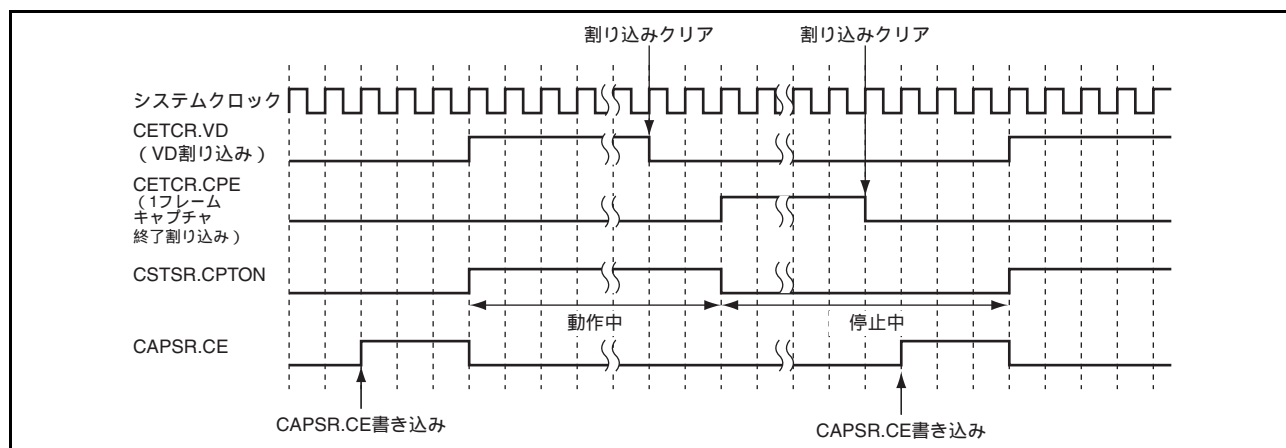 割り込みクリア
割り込みクリア
システムクロック
CETCR.VD
（VD割り込み）
CETCR.CPE
（1フレーム
キャプチャ
終了割り込み）
CSTSR.CPTON
動作中
停止中
CAPSR.CE
CAPSR.CE書き込み
CAPSR.CE書き込み